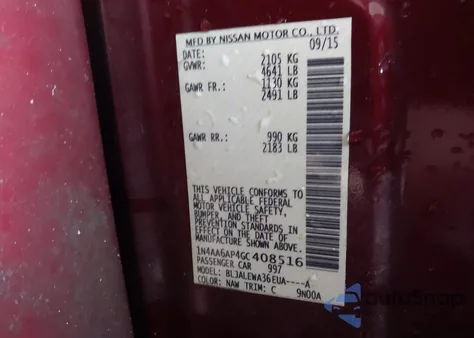 MFD BY NISSAN MOTOR CO., LTD.
DATE: 09/15
GVWR: 2105 KG
4641 LB
GAWR FR: 1130 KG
2491 LB
GAWR RR: 990 KG
2183 LB
THIS VEHICLE CONFORMS TO
ALL APPLICABLE FEDERAL
MOTOR VEHICLE SAFETY,
BUMPER, AND THEFT
PREVENTION STANDARDS
IN EFFECT ON THE DATE OF
MANUFACTURE SHOWN ABOVE.
1N4AA6AP4GC408516
PASSENGER CAR 997
MODEL: BLJALEWA36EUA----A
COLOR: NAW TRIM: C 9N00A
AutoSnap